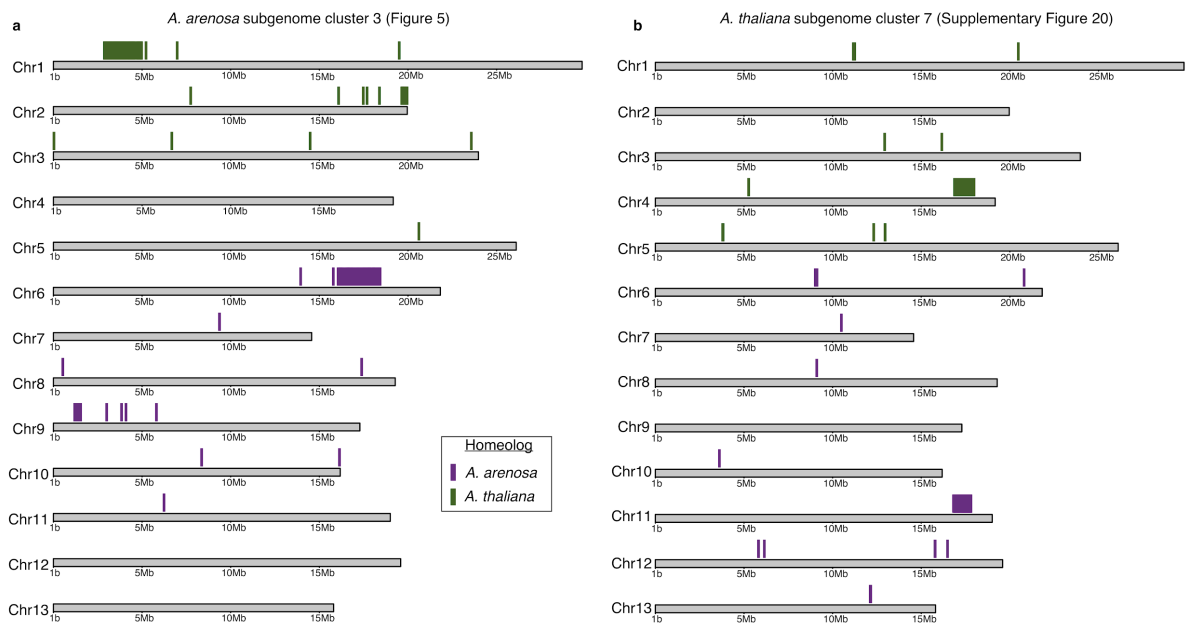 a
A. arenosa subgenome cluster 3 (Figure 5)
Chr1
1b 5Mb 10Mb 15Mb 20Mb 25Mb
Chr2
1b 5Mb 10Mb 15Mb 20Mb
Chr3
1b 5Mb 10Mb 15Mb 20Mb
Chr4
1b 5Mb 10Mb 15Mb
Chr5
1b 5Mb 10Mb 15Mb 20Mb 25Mb
Chr6
1b 5Mb 10Mb 15Mb 20Mb
Chr7
1b 5Mb 10Mb
Chr8
1b 5Mb 10Mb 15Mb
Chr9
1b 5Mb 10Mb 15Mb
Chr10
1b 5Mb 10Mb 15Mb
Chr11
1b 5Mb 10Mb 15Mb
Chr12
1b 5Mb 10Mb 15Mb
Chr13
1b 5Mb 10Mb 15Mb
Homeolog
A. arenosa
A. thaliana
b
A. thaliana subgenome cluster 7 (Supplementary Figure 20)
Chr1
1b 5Mb 10Mb 15Mb 20Mb 25Mb
Chr2
1b 5Mb 10Mb 15Mb
Chr3
1b 5Mb 10Mb 15Mb 20Mb
Chr4
1b 5Mb 10Mb 15Mb
Chr5
1b 5Mb 10Mb 15Mb 20Mb 25Mb
Chr6
1b 5Mb 10Mb 15Mb 20Mb
Chr7
1b 5Mb 10Mb
Chr8
1b 5Mb 10Mb 15Mb
Chr9
1b 5Mb 10Mb 15Mb
Chr10
1b 5Mb 10Mb 15Mb
Chr11
1b 5Mb 10Mb 15Mb
Chr12
1b 5Mb 10Mb 15Mb
Chr13
1b 5Mb 10Mb 15Mb